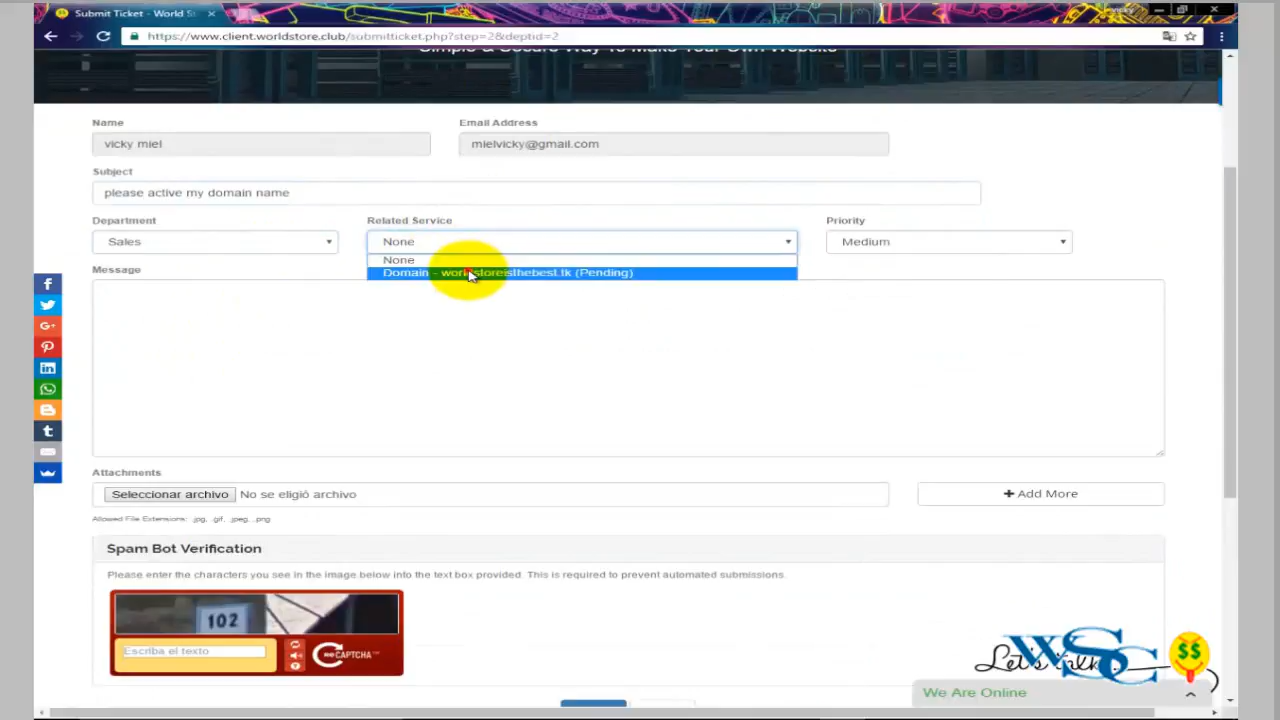 Submit Ticket - World St
https://www.client.worldstore.club/submitticket.php?step=2&deptid=2
Simple & Secure Way To Make Your Own Website
Name
Email Address
vicky miel
mielvicky@gmail.com
Subject
please active my domain name
Department
Related Service
Priority
Sales
None
Medium
None
Domain - worldstoreisthebest.tk (Pending)
Message
Attachments
Seleccionar archivo No se eligió archivo
+ Add More
Allowed File Extensions: .jpg, .gif, .jpeg, .png
Spam Bot Verification
Please enter the characters you see in the image below into the text box provided. This is required to prevent automated submissions.
102
Escriba el texto
reCAPTCHA™
Let's talk
WSC
$$
We Are Online